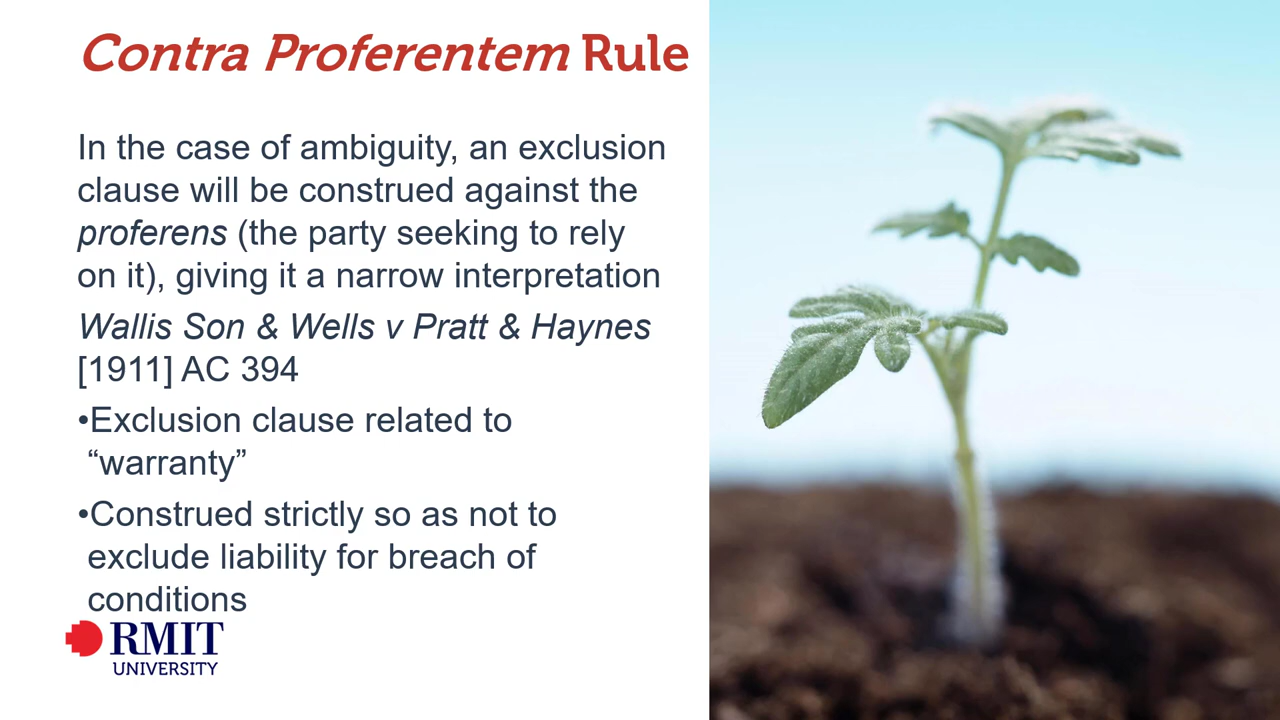 Contra Proferentem Rule
In the case of ambiguity, an exclusion
clause will be construed against the
proferens (the party seeking to rely
on it), giving it a narrow interpretation
Wallis Son & Wells v Pratt & Haynes
[1911] AC 394
•Exclusion clause related to
“warranty”
•Construed strictly so as not to
exclude liability for breach of
conditions
RMIT
UNIVERSITY